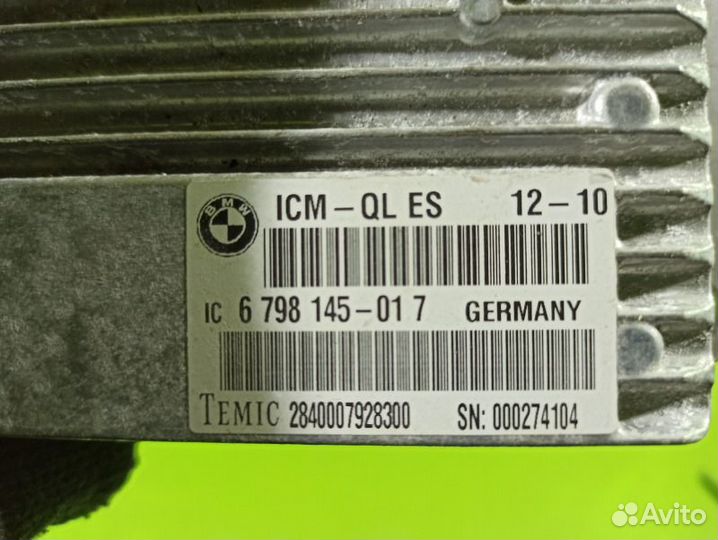 BMW
ICM-QL ES 12-10
IC 6 798 145-01 7 GERMANY
TEMIC 2840007928300 SN: 000274104
Avito